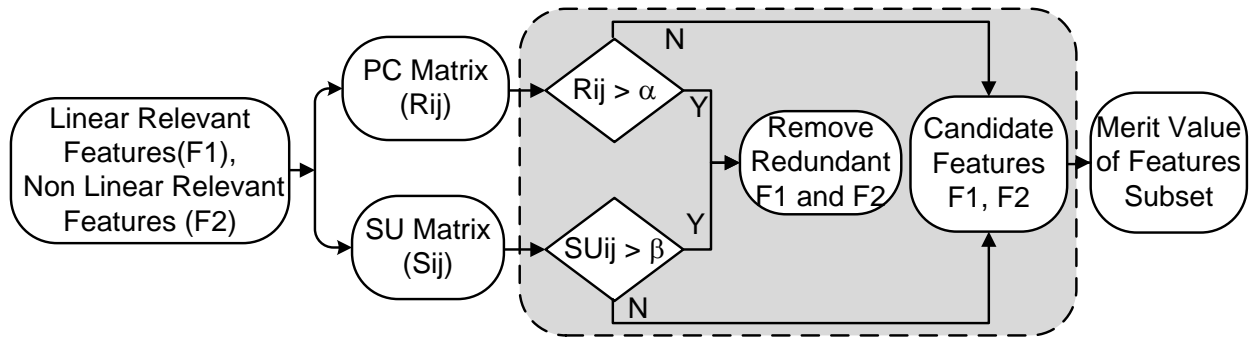 Linear Relevant
Features(F1),
Non Linear Relevant
Features (F2)
PC Matrix
(Rij)
SU Matrix
(Sij)
Rij > α
N
Y
SUij > β
Y
N
Remove
Redundant
F1 and F2
Candidate
Features
F1, F2
Merit Value
of Features
Subset